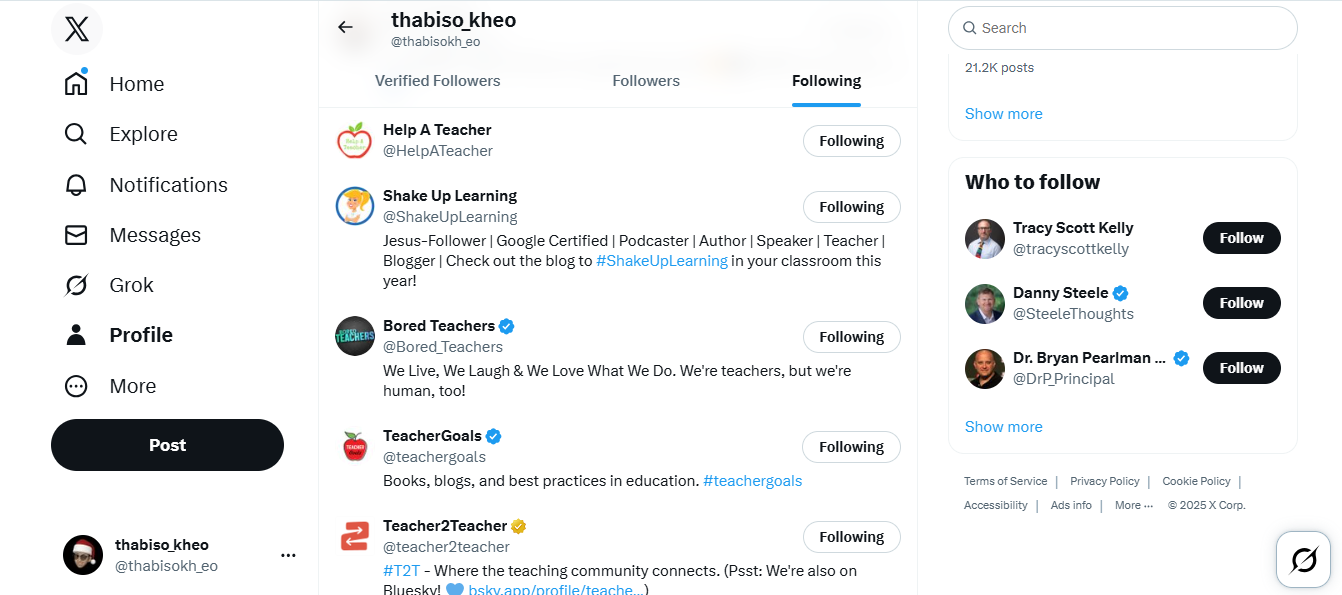 Home
Explore
Notifications
Messages
Grok
Profile
More
Post
thabiso_kheo
@thabisokh_eo
thabiso_kheo
@thabisokh_eo
Verified Followers
Followers
Following
Help A Teacher
@HelpATeacher
Following
Shake Up Learning
@ShakeUpLearning
Following
Jesus-Follower | Google Certified | Podcaster | Author | Speaker | Teacher |
Blogger | Check out the blog to #ShakeUpLearning in your classroom this
year!
BORED
TEACHERS
Bored Teachers
@Bored_Teachers
Following
We Live, We Laugh & We Love What We Do. We're teachers, but we're
human, too!
TEACHER
Goals
TeacherGoals
@teachergoals
Following
Books, blogs, and best practices in education. #teachergoals
Teacher2Teacher
@teacher2teacher
Following
#T2T - Where the teaching community connects. (Psst: We're also on
Bluesky! 💙 bsky.app/profile/teache...)
Search
21.2K posts
Show more
Who to follow
Tracy Scott Kelly
@tracyscottkelly
Follow
Danny Steele
@SteeleThoughts
Follow
Dr. Bryan Pearlman ...
@DrP_Principal
Follow
Show more
Terms of Service | Privacy Policy | Cookie Policy |
Accessibility | Ads info | More ··· © 2025 X Corp.